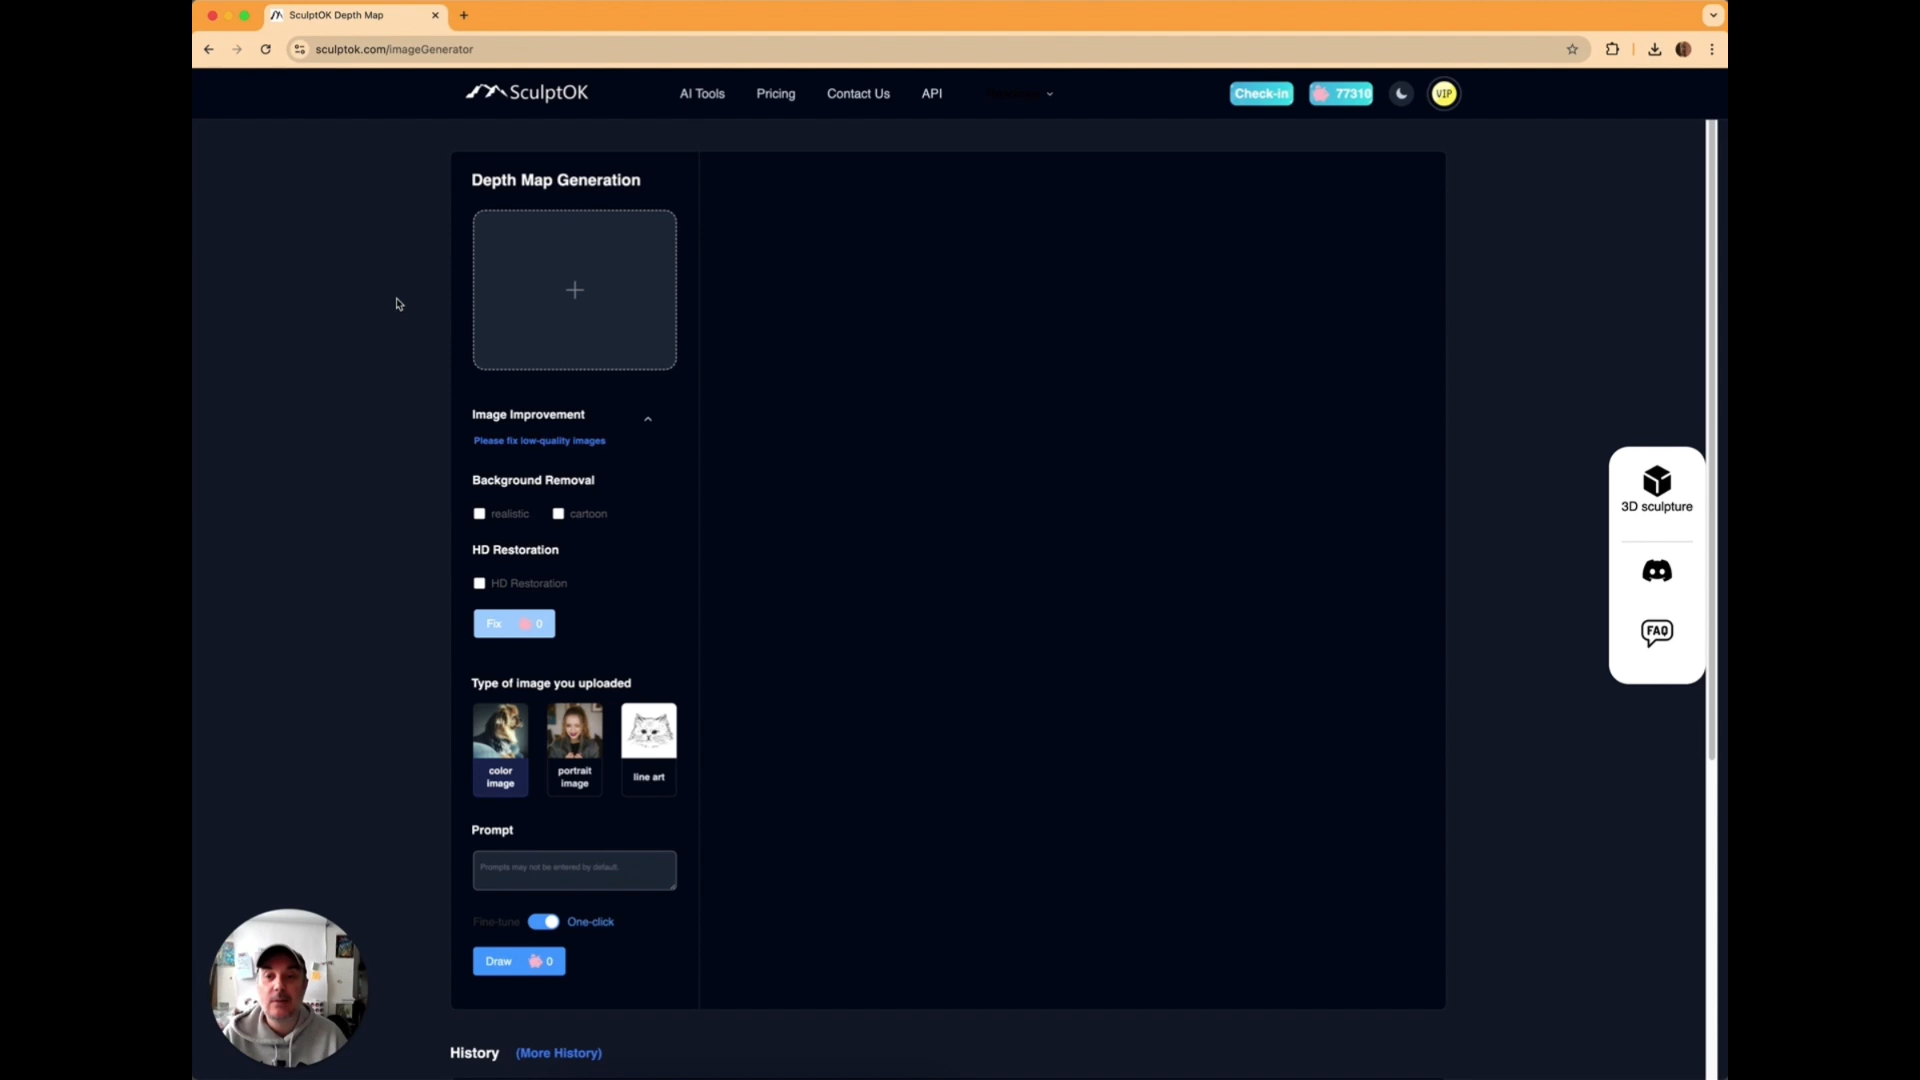 SculptOK Depth Map
sculptok.com/imageGenerator
SculptOK
AI Tools
Pricing
Contact Us
API
Check-in
77310
VIP
Depth Map Generation
Image Improvement
Please fix low-quality images
Background Removal
realistic
cartoon
HD Restoration
HD Restoration
Fix 0
Type of image you uploaded
color
image
portrait
image
line art
Prompt
Prompts may not be entered by default.
Fine-tune
One-click
Draw 0
History
(More History)
3D sculpture
FAQ